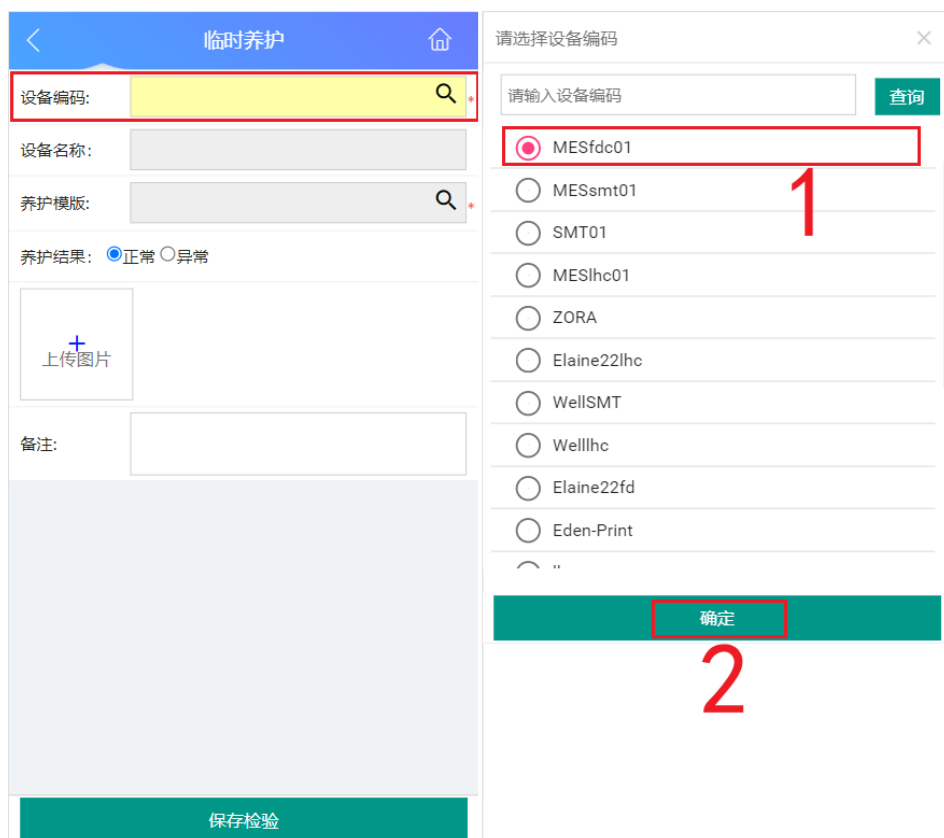 临时养护
设备编码:
*
设备名称：
养护模版:
*
养护结果： 正常 异常
+
上传图片
备注:
保存检验
请选择设备编码
×
请输入设备编码
查询
MESfdc01
1
MESsmt01
SMT01
MESlhc01
ZORA
Elaine22lhc
WellSMT
Welllhc
Elaine22fd
Eden-Print
确定
2